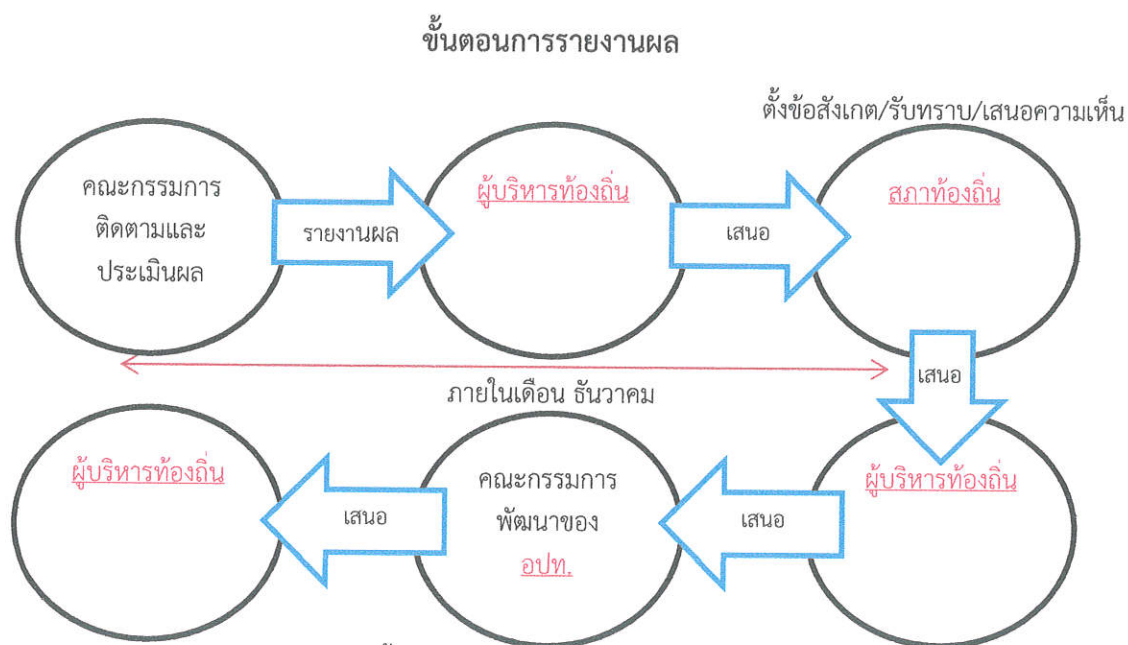 ขั้นตอนการรายงานผล
ตั้งข้อสังเกต/รับทราบ/เสนอความเห็น
คณะกรรมการ
ติดตามและ
ประเมินผล
รายงานผล
ผู้บริหารท้องถิ่น
เสนอ
สภาท้องถิ่น
เสนอ
ภายในเดือน ธันวาคม
ผู้บริหารท้องถิ่น
เสนอ
คณะกรรมการ
พัฒนาของ
อปท.
เสนอ
ผู้บริหารท้องถิ่น